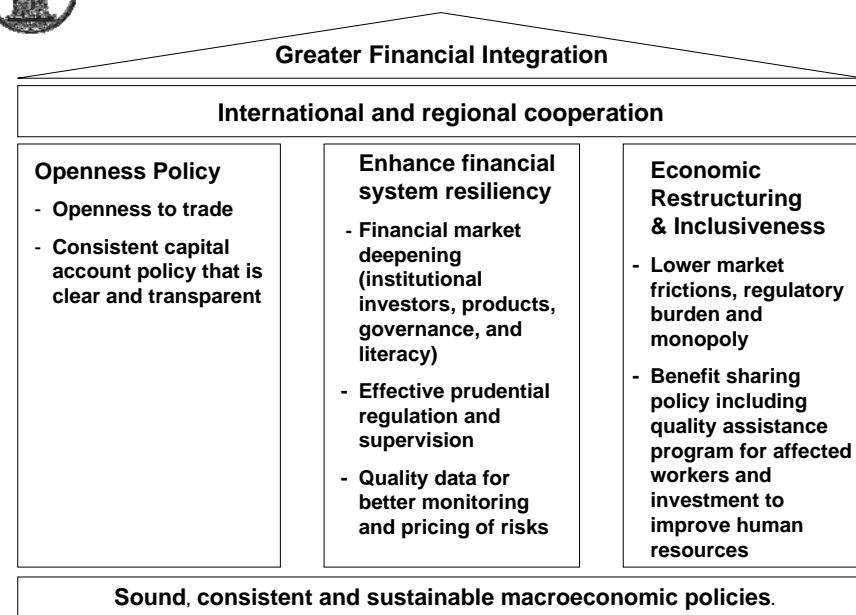 Greater Financial Integration
International and regional cooperation
Openness Policy
- Openness to trade
- Consistent capital
account policy that is
clear and transparent
Enhance financial
system resiliency
- Financial market
deepening
(institutional
investors, products,
governance, and
literacy)
- Effective prudential
regulation and
supervision
- Quality data for
better monitoring
and pricing of risks
Economic
Restructuring
& Inclusiveness
- Lower market
frictions, regulatory
burden and
monopoly
- Benefit sharing
policy including
quality assistance
program for affected
workers and
investment to
improve human
resources
Sound, consistent and sustainable macroeconomic policies.